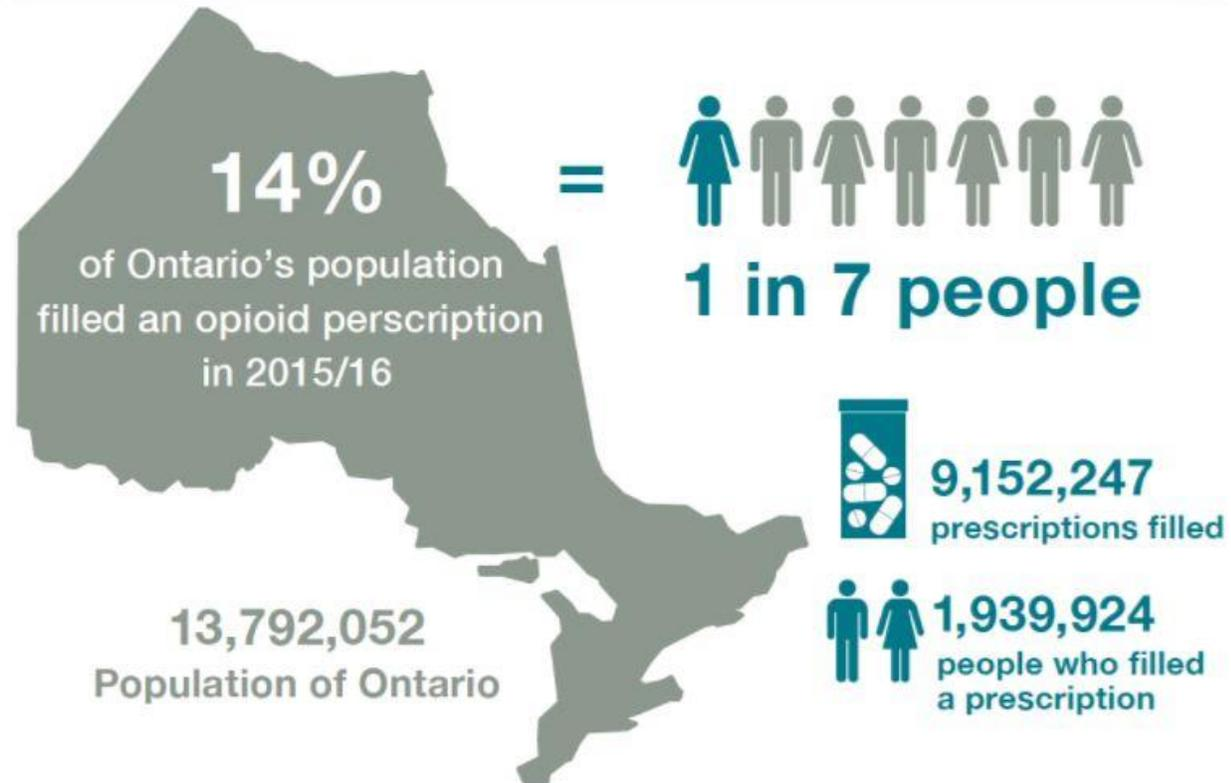 14%
of Ontario's population
filled an opioid perscription
in 2015/16
=
1 in 7 people
9,152,247
prescriptions filled
1,939,924
people who filled
a prescription
13,792,052
Population of Ontario